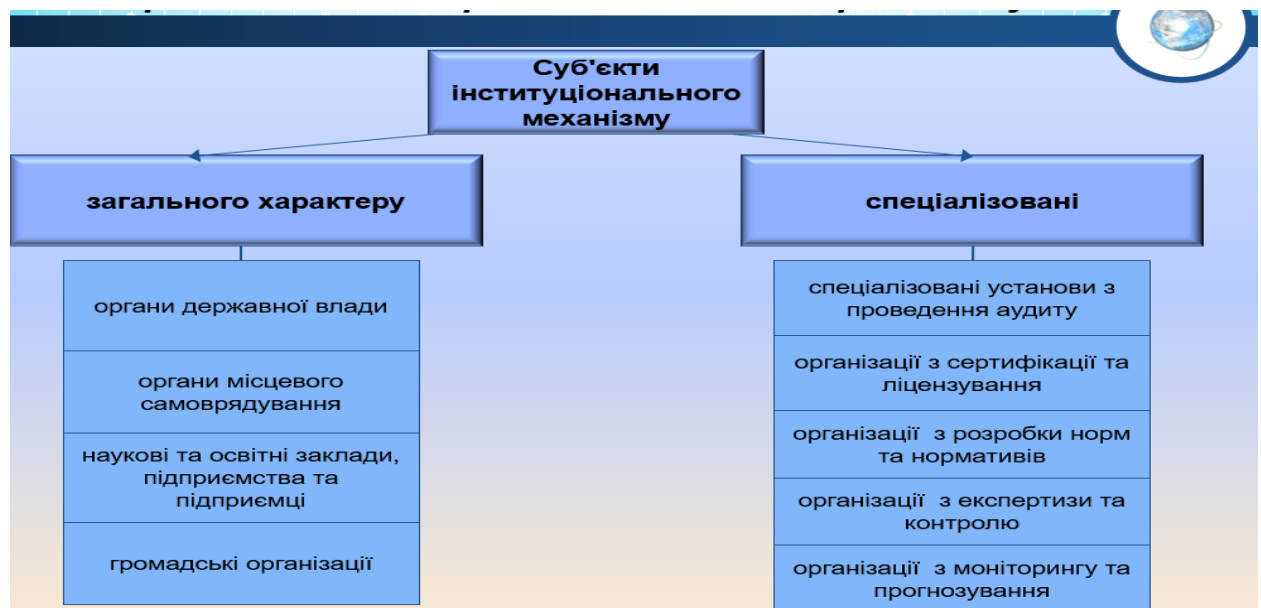 Суб'єкти
інституціонального
механізму
загального характеру
спеціалізовані
органи державної влади
органи місцевого
самоврядування
наукові та освітні заклади,
підприємства та
підприємці
громадські організації
спеціалізовані установи з
проведення аудиту
організації з сертифікації та
ліцензування
організації з розробки норм
та нормативів
організації з експертизи та
контролю
організації з моніторингу та
прогнозування